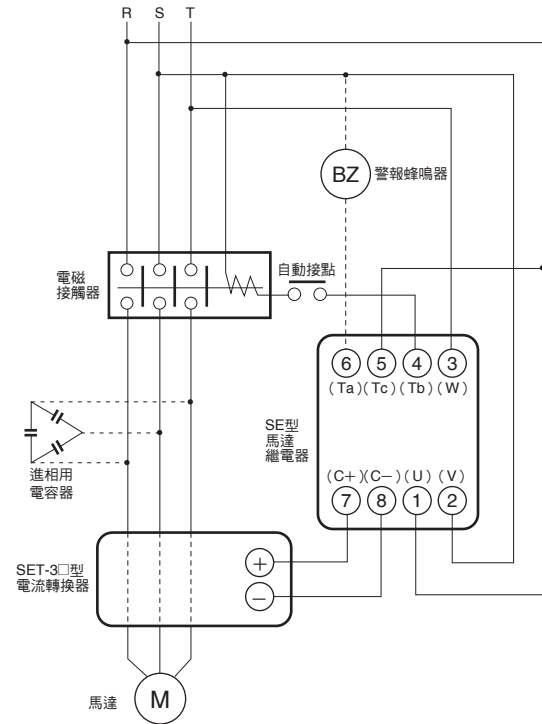 R S T
BZ
警報蜂鳴器
自動接點
電磁
接觸器
6 5 4 3
(Ta) (Tc) (Tb) (W)
SE型
馬達
繼電器
(C+) (C−) (U) (V)
7 8 1 2
進相用
電容器
SET-3□型
電流轉換器
+
−
馬達
M